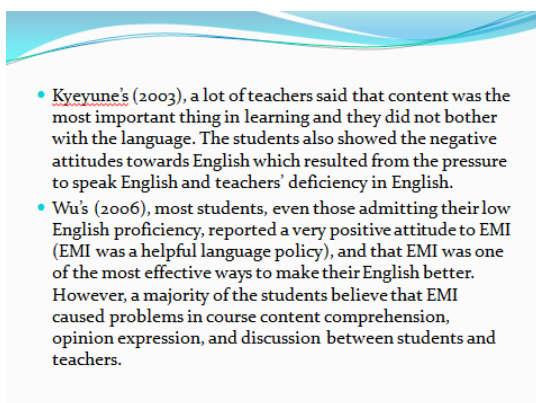 • Kyeyune's (2003), a lot of teachers said that content was the
most important thing in learning and they did not bother
with the language. The students also showed the negative
attitudes towards English which resulted from the pressure
to speak English and teachers' deficiency in English.
• Wu's (2006), most students, even those admitting their low
English proficiency, reported a very positive attitude to EMI
(EMI was a helpful language policy), and that EMI was one
of the most effective ways to make their English better.
However, a majority of the students believe that EMI
caused problems in course content comprehension,
opinion expression, and discussion between students and
teachers.